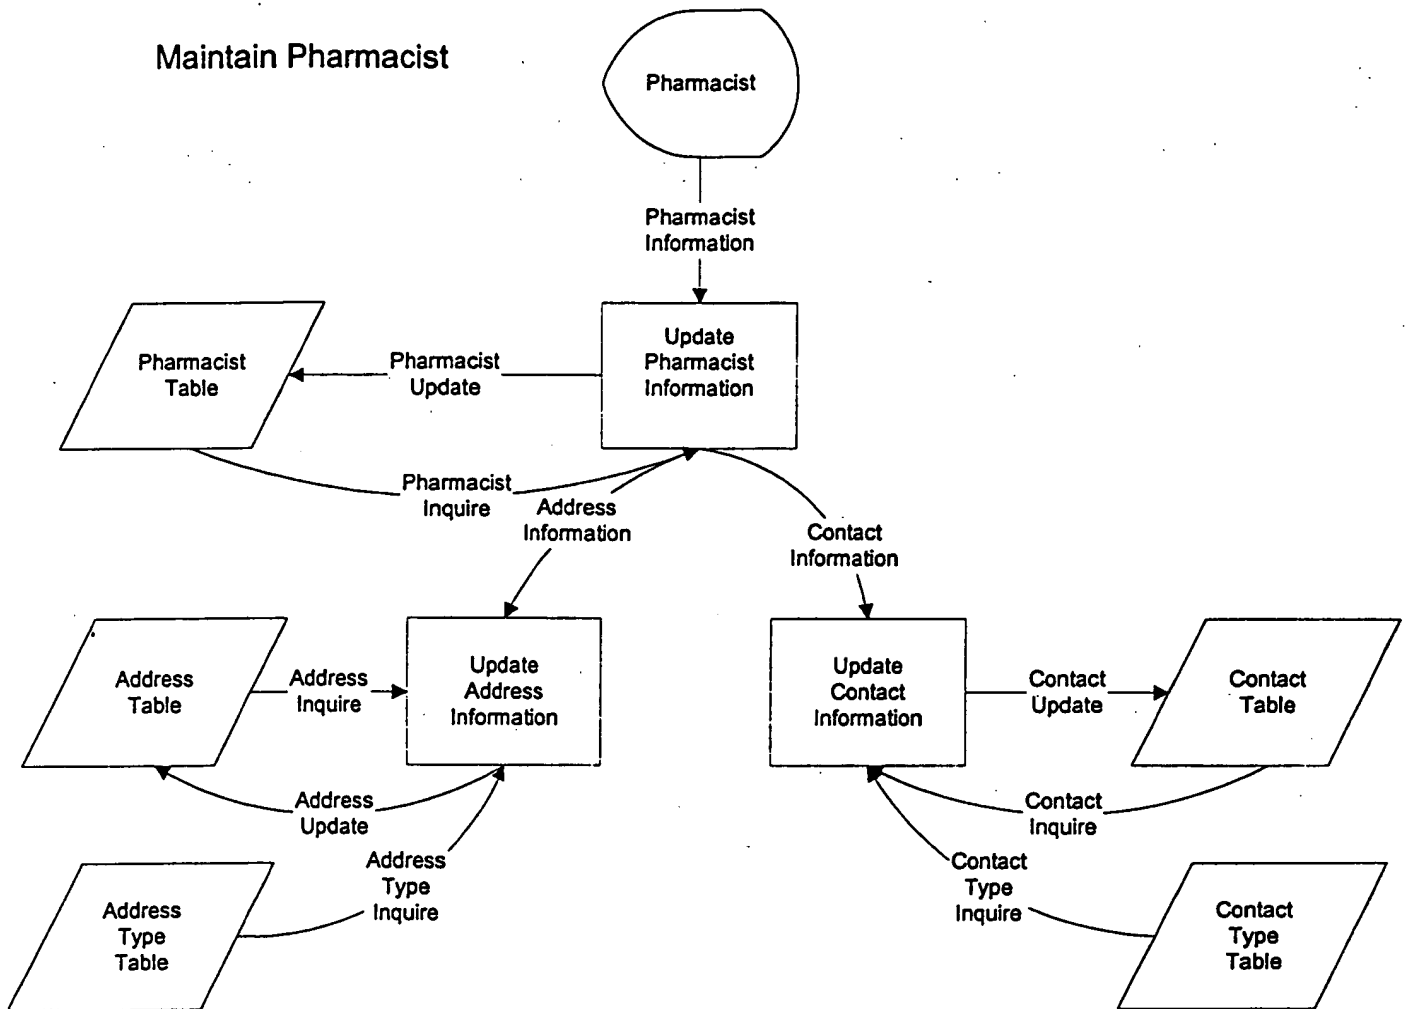 Maintain Pharmacist
Pharmacist
Pharmacist
Information
Update
Pharmacist
Information
Pharmacist
Update
Pharmacist
Table
Pharmacist
Inquire
Address
Information
Contact
Information
Address
Table
Address
Inquire
Update
Address
Information
Update
Contact
Information
Contact
Update
Contact
Table
Address
Update
Contact
Inquire
Address
Type
Inquire
Contact
Type
Inquire
Address
Type
Table
Contact
Type
Table